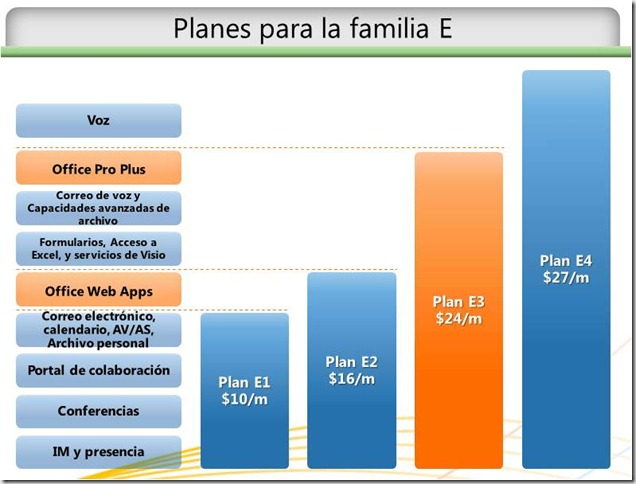 Planes para la familia E
Voz
Office Pro Plus
Correo de voz y
Capacidades avanzadas de
archivo
Formularios, Acceso a
Excel, y servicios de Visio
Office Web Apps
Correo electrónico,
calendario, AV/AS,
Archivo personal
Portal de colaboración
Conferencias
IM y presencia
Plan E1
$10/m
Plan E2
$16/m
Plan E3
$24/m
Plan E4
$27/m